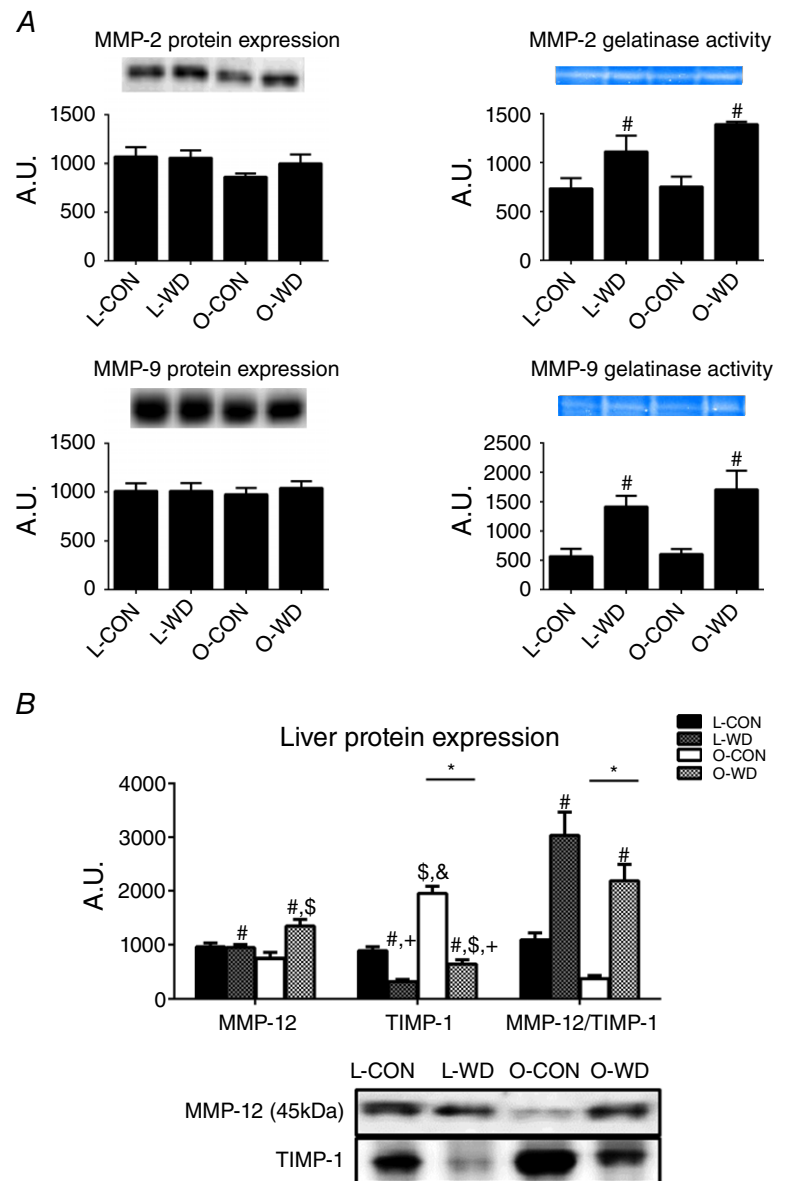 A
MMP-2 protein expression
1500
1000
500
0
A.U.
L-CON
L-WD
O-CON
O-WD
MMP-2 gelatinase activity
1500
1000
500
0
A.U.
#
#
L-CON
L-WD
O-CON
O-WD
MMP-9 protein expression
1500
1000
500
0
A.U.
L-CON
L-WD
O-CON
O-WD
MMP-9 gelatinase activity
2500
2000
1500
1000
500
0
A.U.
#
#
L-CON
L-WD
O-CON
O-WD
B
Liver protein expression
L-CON
L-WD
O-CON
O-WD
4000
3000
2000
1000
0
A.U.
#
#,$
#,+
$,&
#,$,+
*
#
#
*
MMP-12 TIMP-1 MMP-12/TIMP-1
L-CON L-WD O-CON O-WD
MMP-12 (45kDa)
TIMP-1